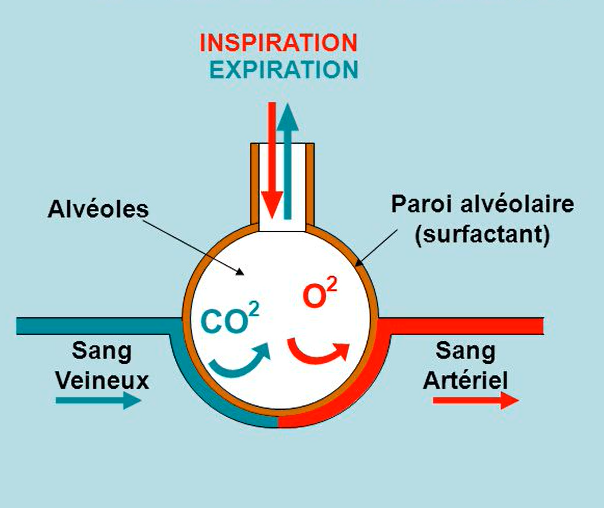 INSPIRATION
EXPIRATION
Alvéoles
Paroi alvéolaire
(surfactant)
CO²
O²
Sang
Veineux
Sang
Artériel